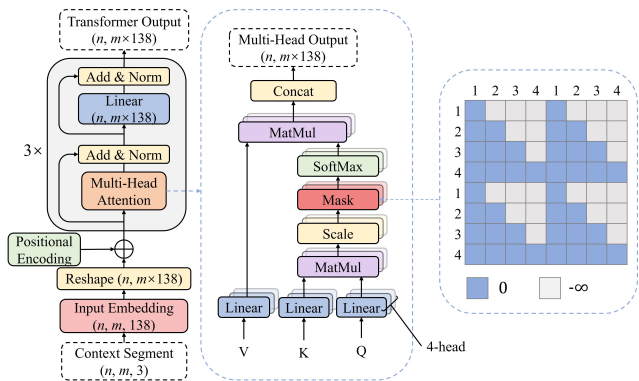 Transformer Output
(n, m×138)
Add & Norm
Linear
(n, m×138)
3×
Add & Norm
Multi-Head
Attention
Positional
Encoding
Reshape (n, m×138)
Input Embedding
(n, m, 138)
Context Segment
(n, m, 3)
Multi-Head Output
(n, m×138)
Concat
MatMul
SoftMax
Mask
Scale
MatMul
Linear
Linear
Linear
V
K
Q
4-head
1 2 3 4 1 2 3 4
1
2
3
4
1
2
3
4
0
-∞